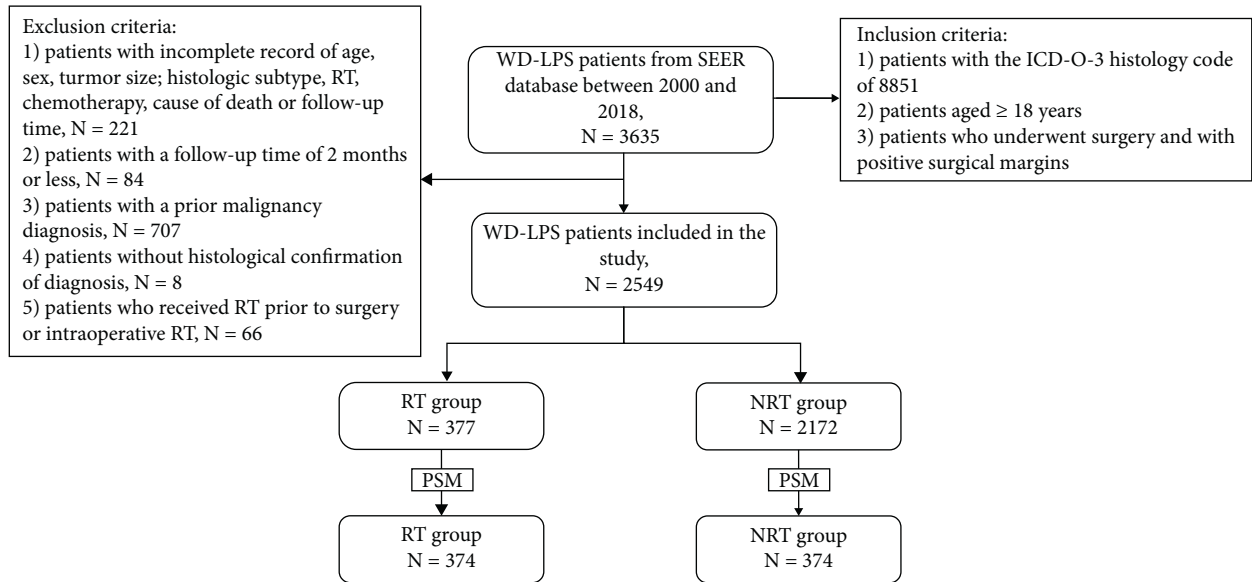 Exclusion criteria:
1) patients with incomplete record of age,
sex, turmor size; histologic subtype, RT,
chemotherapy, cause of death or follow-up
time, N = 221
2) patients with a follow-up time of 2 months
or less, N = 84
3) patients with a prior malignancy
diagnosis, N = 707
4) patients without histological confirmation
of diagnosis, N = 8
5) patients who received RT prior to surgery
or intraoperative RT, N = 66
WD-LPS patients from SEER
database between 2000 and
2018,
N = 3635
Inclusion criteria:
1) patients with the ICD-O-3 histology code
of 8851
2) patients aged ≥ 18 years
3) patients who underwent surgery and with
positive surgical margins
WD-LPS patients included in the
study,
N = 2549
RT group
N = 377
NRT group
N = 2172
PSM
PSM
RT group
N = 374
NRT group
N = 374